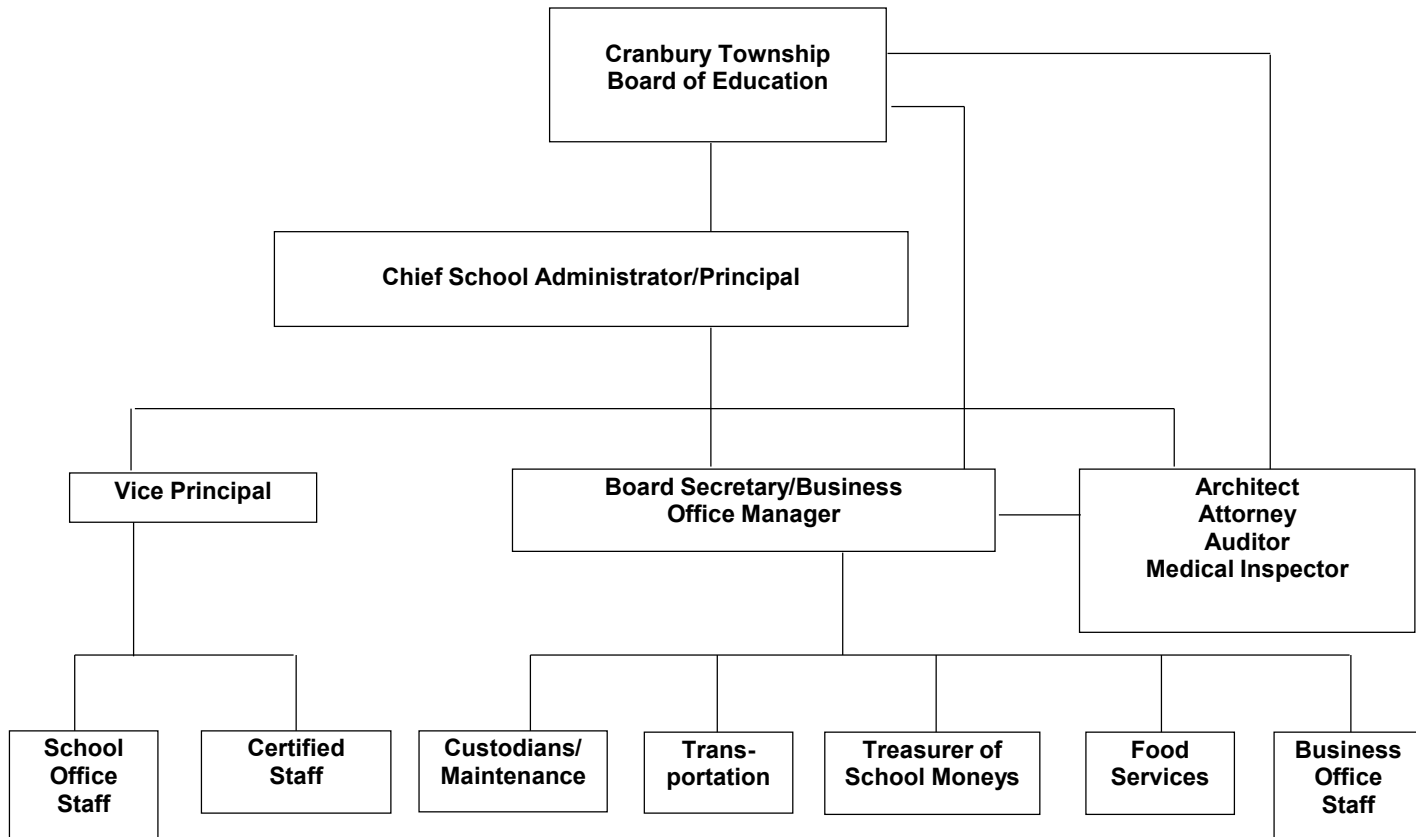 Cranbury Township
Board of Education
Chief School Administrator/Principal
Vice Principal
Board Secretary/Business
Office Manager
Architect
Attorney
Auditor
Medical Inspector
School
Office
Staff
Certified
Staff
Custodians/
Maintenance
Trans-
portation
Treasurer of
School Moneys
Food
Services
Business
Office
Staff